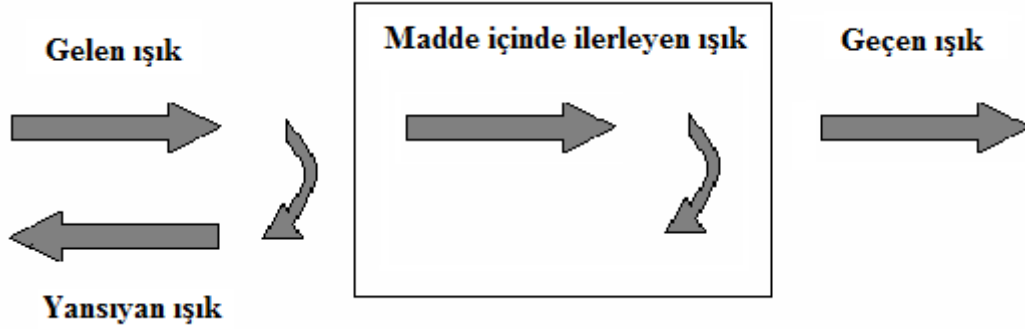 Gelen ışık
Madde içinde ilerleyen ışık
Geçen ışık
Yansıyan ışık